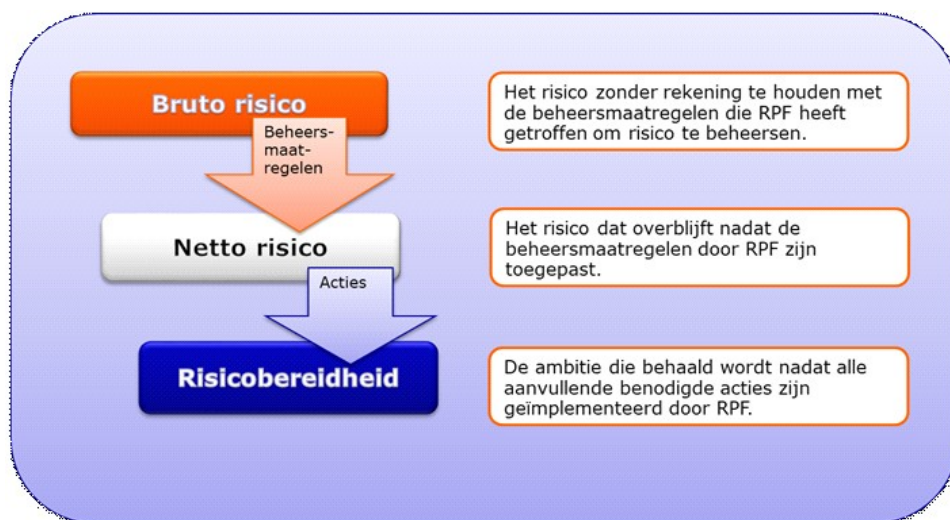 Bruto risico
Het risico zonder rekening te houden met
de beheersmaatregelen die RPF heeft
getroffen om risico te beheersen.
Beheers-
maat-
regelen
Netto risico
Het risico dat overblijft nadat de
beheersmaatregelen door RPF zijn
toegepast.
Acties
Risicobereidheid
De ambitie die behaald wordt nadat alle
aanvullende benodigde acties zijn
geïmplementeerd door RPF.